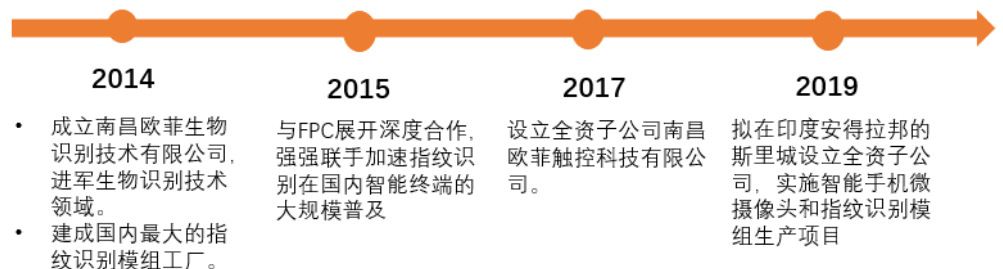 2014
• 成立南昌欧菲生物
识别技术有限公司，
进军生物识别技术
领域。
• 建成国内最大的指
纹识别模组工厂。
2015
与FPC展开深度合作，
强强联手加速指纹识
别在国内智能终端的
大规模普及
2017
设立全资子公司南昌
欧菲触控科技有限公
司。
2019
拟在印度安得拉邦的
斯里城设立全资子公
司，实施智能手机微
摄像头和指纹识别模
组生产项目